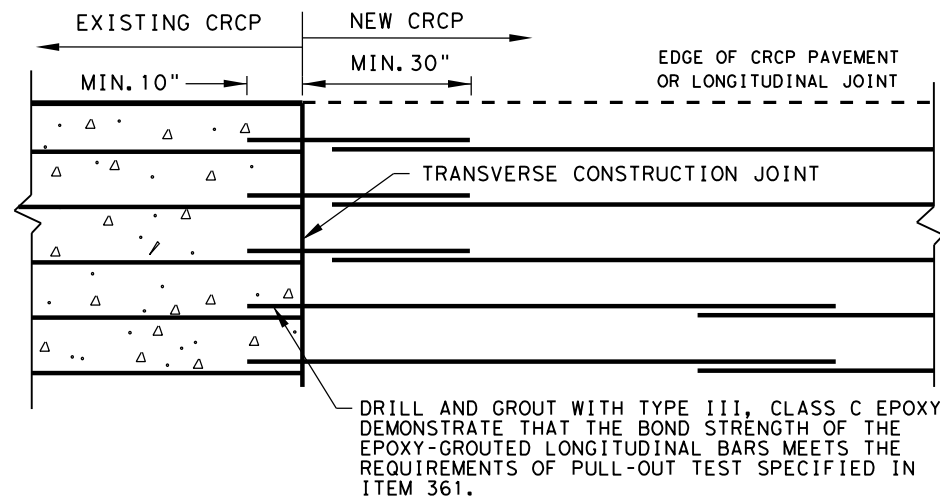 EXISTING CRCP
NEW CRCP
MIN. 10"
MIN. 30"
EDGE OF CRCP PAVEMENT
OR LONGITUDINAL JOINT
TRANSVERSE CONSTRUCTION JOINT
DRILL AND GROUT WITH TYPE III, CLASS C EPOXY
DEMONSTRATE THAT THE BOND STRENGTH OF THE
EPOXY-GROUTED LONGITUDINAL BARS MEETS THE
REQUIREMENTS OF PULL-OUT TEST SPECIFIED IN
ITEM 361.